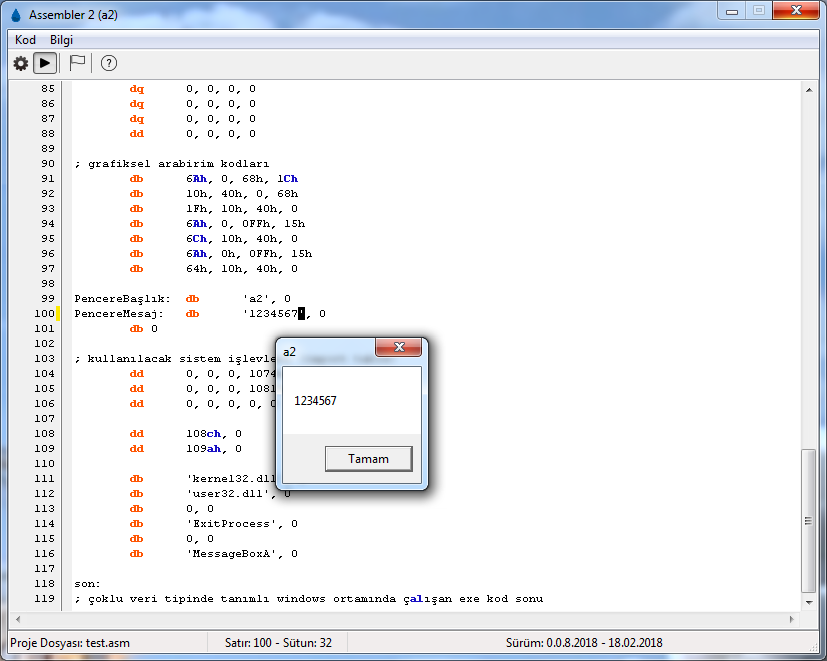 Assembler 2 (a2)
Kod Bilgi
85 dq 0, 0, 0, 0
86 dq 0, 0, 0, 0
87 dq 0, 0, 0, 0
88 dd 0, 0, 0, 0
89
90 ; grafiksel arabirim kodları
91 db 6Ah, 0, 68h, 1Ch
92 db 10h, 40h, 0, 68h
93 db 1Fh, 10h, 40h, 0
94 db 6Ah, 0, 0FFh, 15h
95 db 6Ch, 10h, 40h, 0
96 db 6Ah, 0h, 0FFh, 15h
97 db 64h, 10h, 40h, 0
98
99 PencereBaşlık: db 'a2', 0
100 PencereMesaj: db '1234567', 0
101 db 0
102
103 ; kullanılacak sistem
104 dd 0, 0, 0,
105 dd 0, 0, 0,
106 dd 0, 0, 0, 0,
107
108 dd 108ch, 0
109 dd 109ah, 0
110
111 db 'kernel32.dll
112 db 'user32.dll', 0
113 db 0, 0
114 db 'ExitProcess', 0
115 db 0, 0
116 db 'MessageBoxA', 0
117
118 son:
119 ; çoklu veri tipinde tanımlı windows ortamında çalışan exe kod sonu
a2
1234567
Tamam
Proje Dosyası: test.asm Satır: 100 - Sütun: 32 Sürüm: 0.0.8.2018 - 18.02.2018